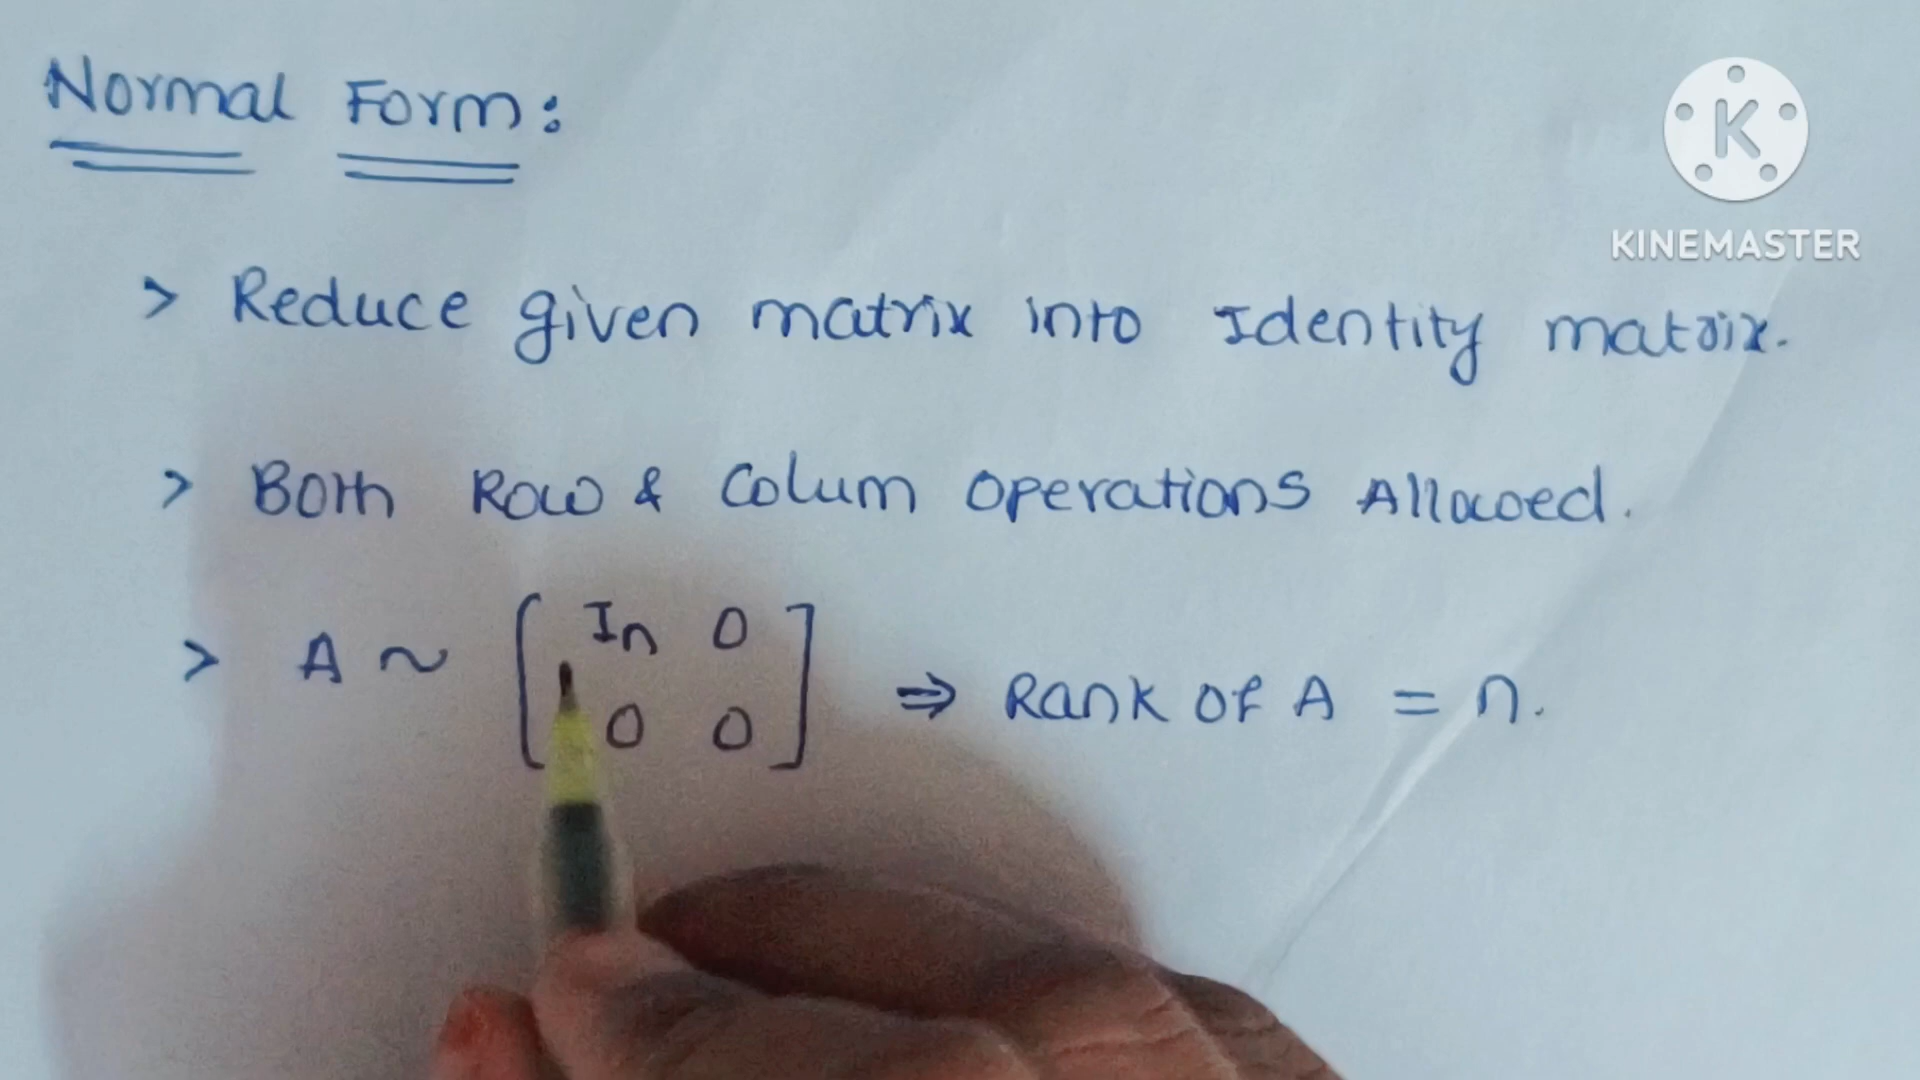 Normal Form:
K
KINEMASTER
> Reduce given matrix into Identity matrix.
> Both Row & Colum Operations Allowed.
> A ~ [ In 0
0 0 ] ⇒ Rank of A = n.